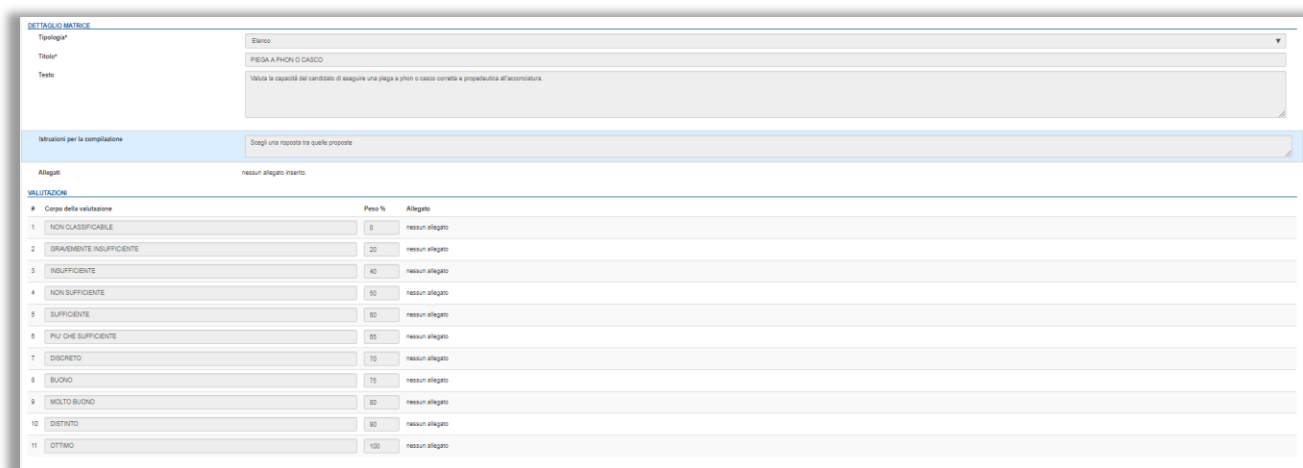 DETTAGLIO MATRICE
Tipologia* Elenco
Titolo* PIEGA A PHON O CASCO
Testo Valuta la capacità del candidato di eseguire una piega a phon o casco corretta e propedeutica all'acconciatura.
Istruzioni per la compilazione Scegli una risposta tra quelle proposte
Allegati nessun allegato inserito.
VALUTAZIONI
# Corpo della valutazione Peso % Allegato
1 NON CLASSIFICABILE 0 nessun allegato
2 GRAVEMENTE INSUFFICIENTE 20 nessun allegato
3 INSUFFICIENTE 40 nessun allegato
4 NON SUFFICIENTE 50 nessun allegato
5 SUFFICIENTE 60 nessun allegato
6 PIU' CHE SUFFICIENTE 65 nessun allegato
7 DISCRETO 70 nessun allegato
8 BUONO 75 nessun allegato
9 MOLTO BUONO 80 nessun allegato
10 DISTINTO 90 nessun allegato
11 OTTIMO 100 nessun allegato